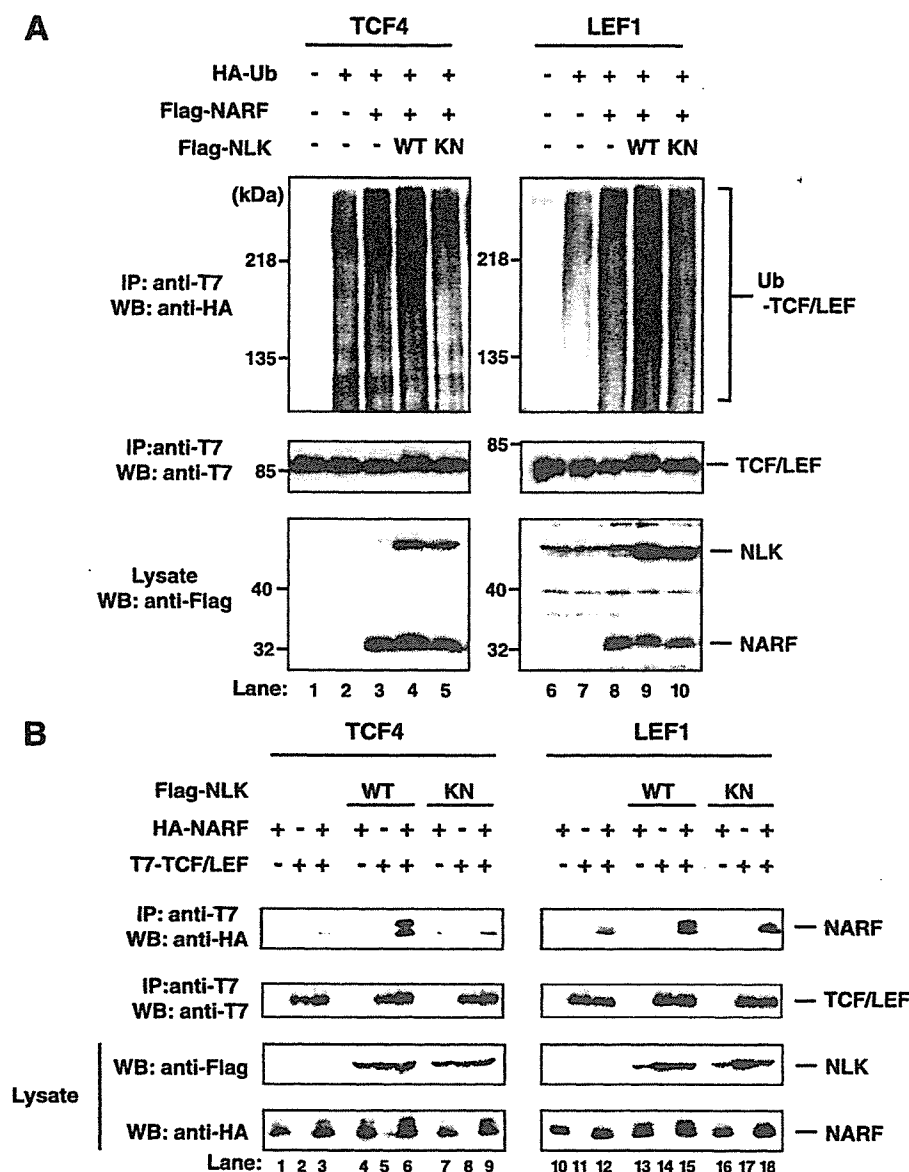 A
TCF4 LEF1
HA-Ub - + + + + - + + + +
Flag-NARF - - + + + - - + + +
Flag-NLK - - - WT KN - - - WT KN
(kDa)
218 218
IP: anti-T7
WB: anti-HA
Ub
-TCF/LEF
135 135
IP:anti-T7
WB: anti-T7
85 85
TCF/LEF
NLK
Lysate
WB: anti-Flag
40 40
32 32
NARF
Lane: 1 2 3 4 5 6 7 8 9 10
B
TCF4 LEF1
Flag-NLK WT KN WT KN
HA-NARF + - + + - + + - + + - + + - + + - +
T7-TCF/LEF - + + - + + - + + - + + - + + - + +
IP: anti-T7
WB: anti-HA
NARF
IP:anti-T7
WB: anti-T7
TCF/LEF
Lysate
WB: anti-Flag
NLK
WB: anti-HA
NARF
Lane: 1 2 3 4 5 6 7 8 9 10 11 12 13 14 15 16 17 18